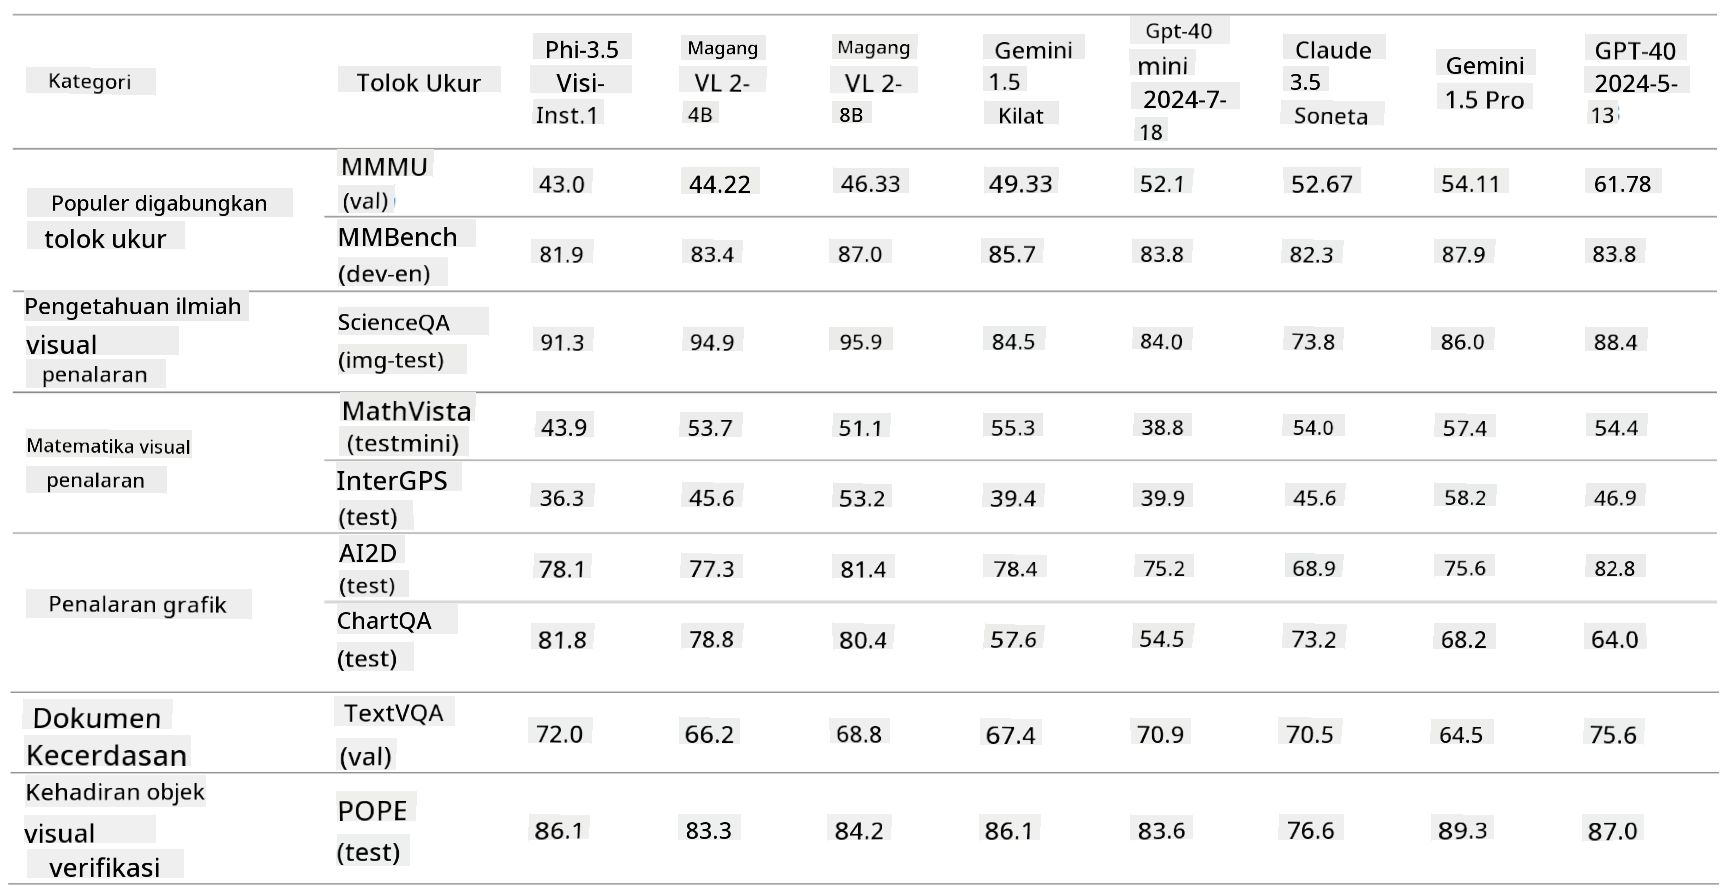 Kategori
Tolok Ukur
Phi-3.5
Visi-
Inst.1
Magang
VL 2-
4B
Magang
VL 2-
8B
Gemini
1.5
Kilat
Gpt-40
mini
2024-7-
18
Claude
3.5
Soneta
Gemini
1.5 Pro
GPT-40
2024-5-
13
Populer digabungkan
tolok ukur
MMMU
(val)
43.0 44.22 46.33 49.33 52.1 52.67 54.11 61.78
MMBench
(dev-en)
81.9 83.4 87.0 85.7 83.8 82.3 87.9 83.8
Pengetahuan ilmiah
visual
penalaran
ScienceQA
(img-test)
91.3 94.9 95.9 84.5 84.0 73.8 86.0 88.4
Matematika visual
penalaran
MathVista
(testmini)
43.9 53.7 51.1 55.3 38.8 54.0 57.4 54.4
InterGPS
(test)
36.3 45.6 53.2 39.4 39.9 45.6 58.2 46.9
Penalaran grafik
AI2D
(test)
78.1 77.3 81.4 78.4 75.2 68.9 75.6 82.8
ChartQA
(test)
81.8 78.8 80.4 57.6 54.5 73.2 68.2 64.0
Dokumen
Kecerdasan
TextVQA
(val)
72.0 66.2 68.8 67.4 70.9 70.5 64.5 75.6
Kehadiran objek
visual
verifikasi
POPE
(test)
86.1 83.3 84.2 86.1 83.6 76.6 89.3 87.0